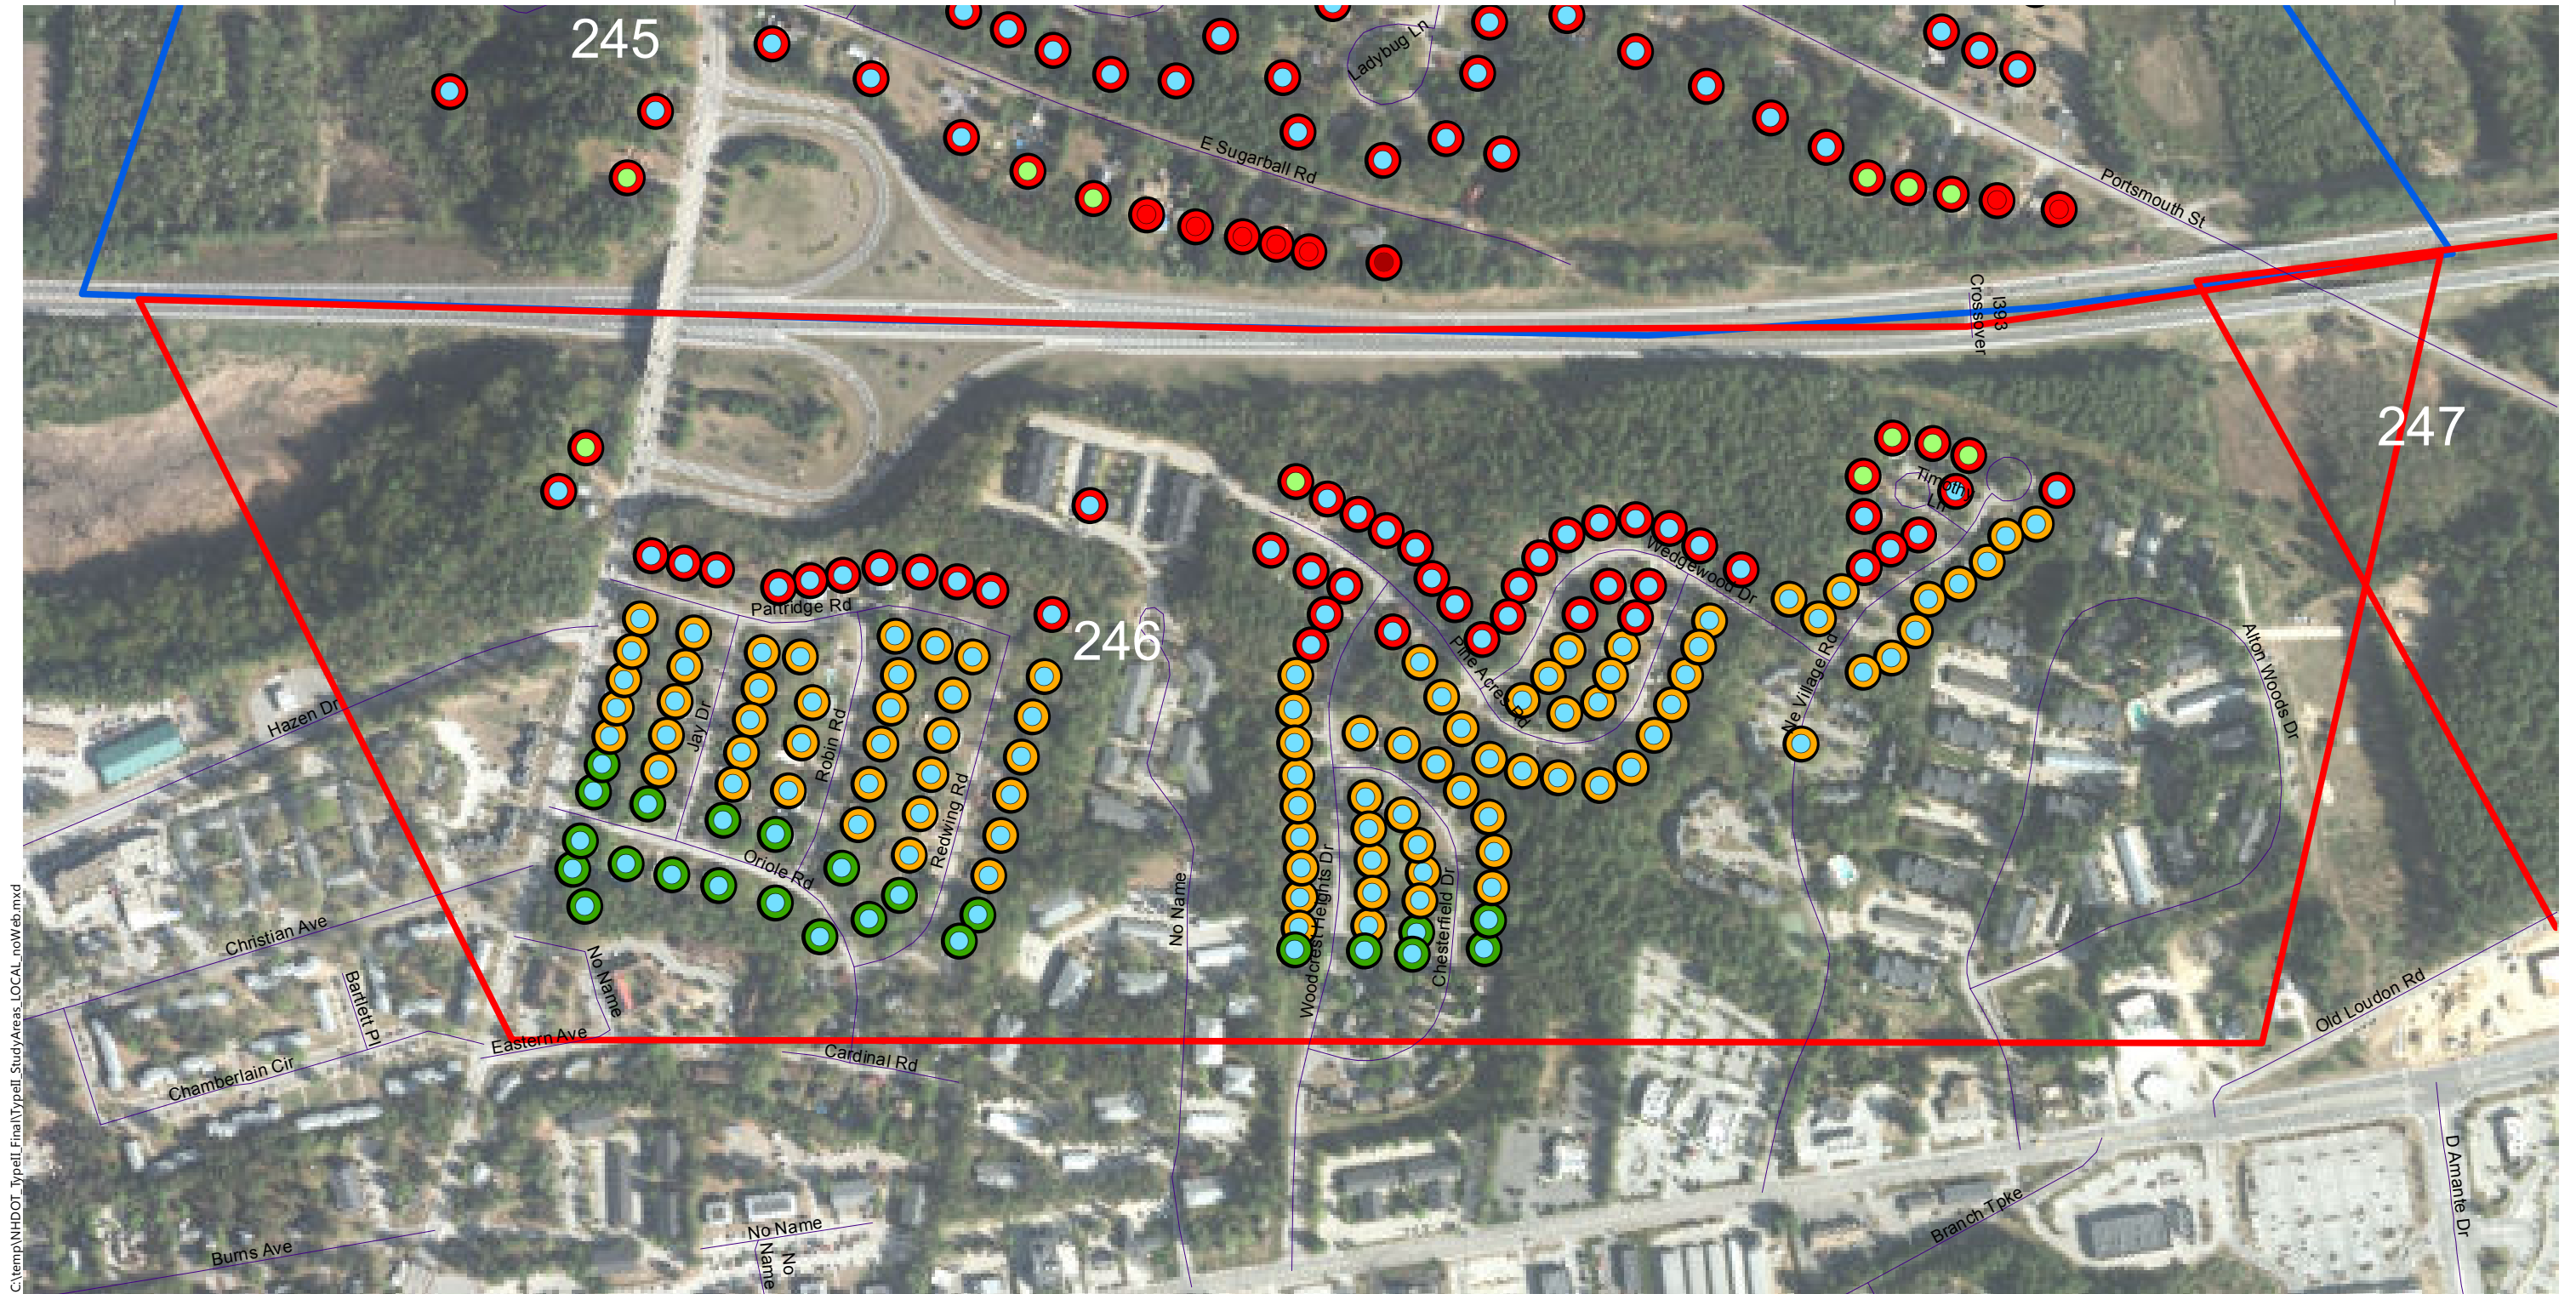 245
Ladybug Ln
E Sugarball Rd
Portsmouth St
I393
Crossover
247
Timothy
Ln
Wedgewood Dr
Partridge Rd
246
Pine Acres Rd
Alton Woods Dr
Ne Village Rd
Hazen Dr
Jay Dr
Robin Rd
Redwing Rd
Oriole Rd
Woodcrest Heights Dr
Chesterfield Dr
No Name
Christian Ave
No Name
Bartlett Pl
Old Loudon Rd
Eastern Ave
Cardinal Rd
Chamberlain Cir
Branch Tpke
D Amante Dr
No Name
No
Name
Burns Ave
C:\temp\NHDOT_TypeII_Final\TypeII_StudyAreas_LOCAL_noWeb.mxd